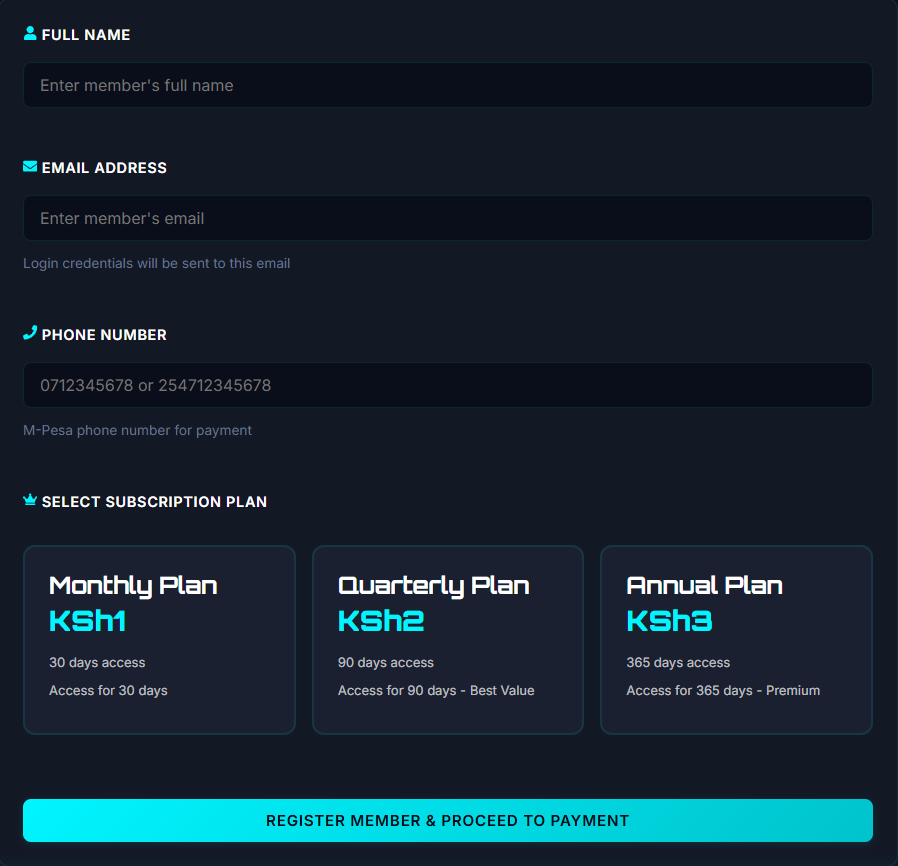 FULL NAME
Enter member's full name
EMAIL ADDRESS
Enter member's email
Login credentials will be sent to this email
PHONE NUMBER
0712345678 or 254712345678
M-Pesa phone number for payment
SELECT SUBSCRIPTION PLAN
Monthly Plan
KSh1
30 days access
Access for 30 days
Quarterly Plan
KSh2
90 days access
Access for 90 days - Best Value
Annual Plan
KSh3
365 days access
Access for 365 days - Premium
REGISTER MEMBER & PROCEED TO PAYMENT